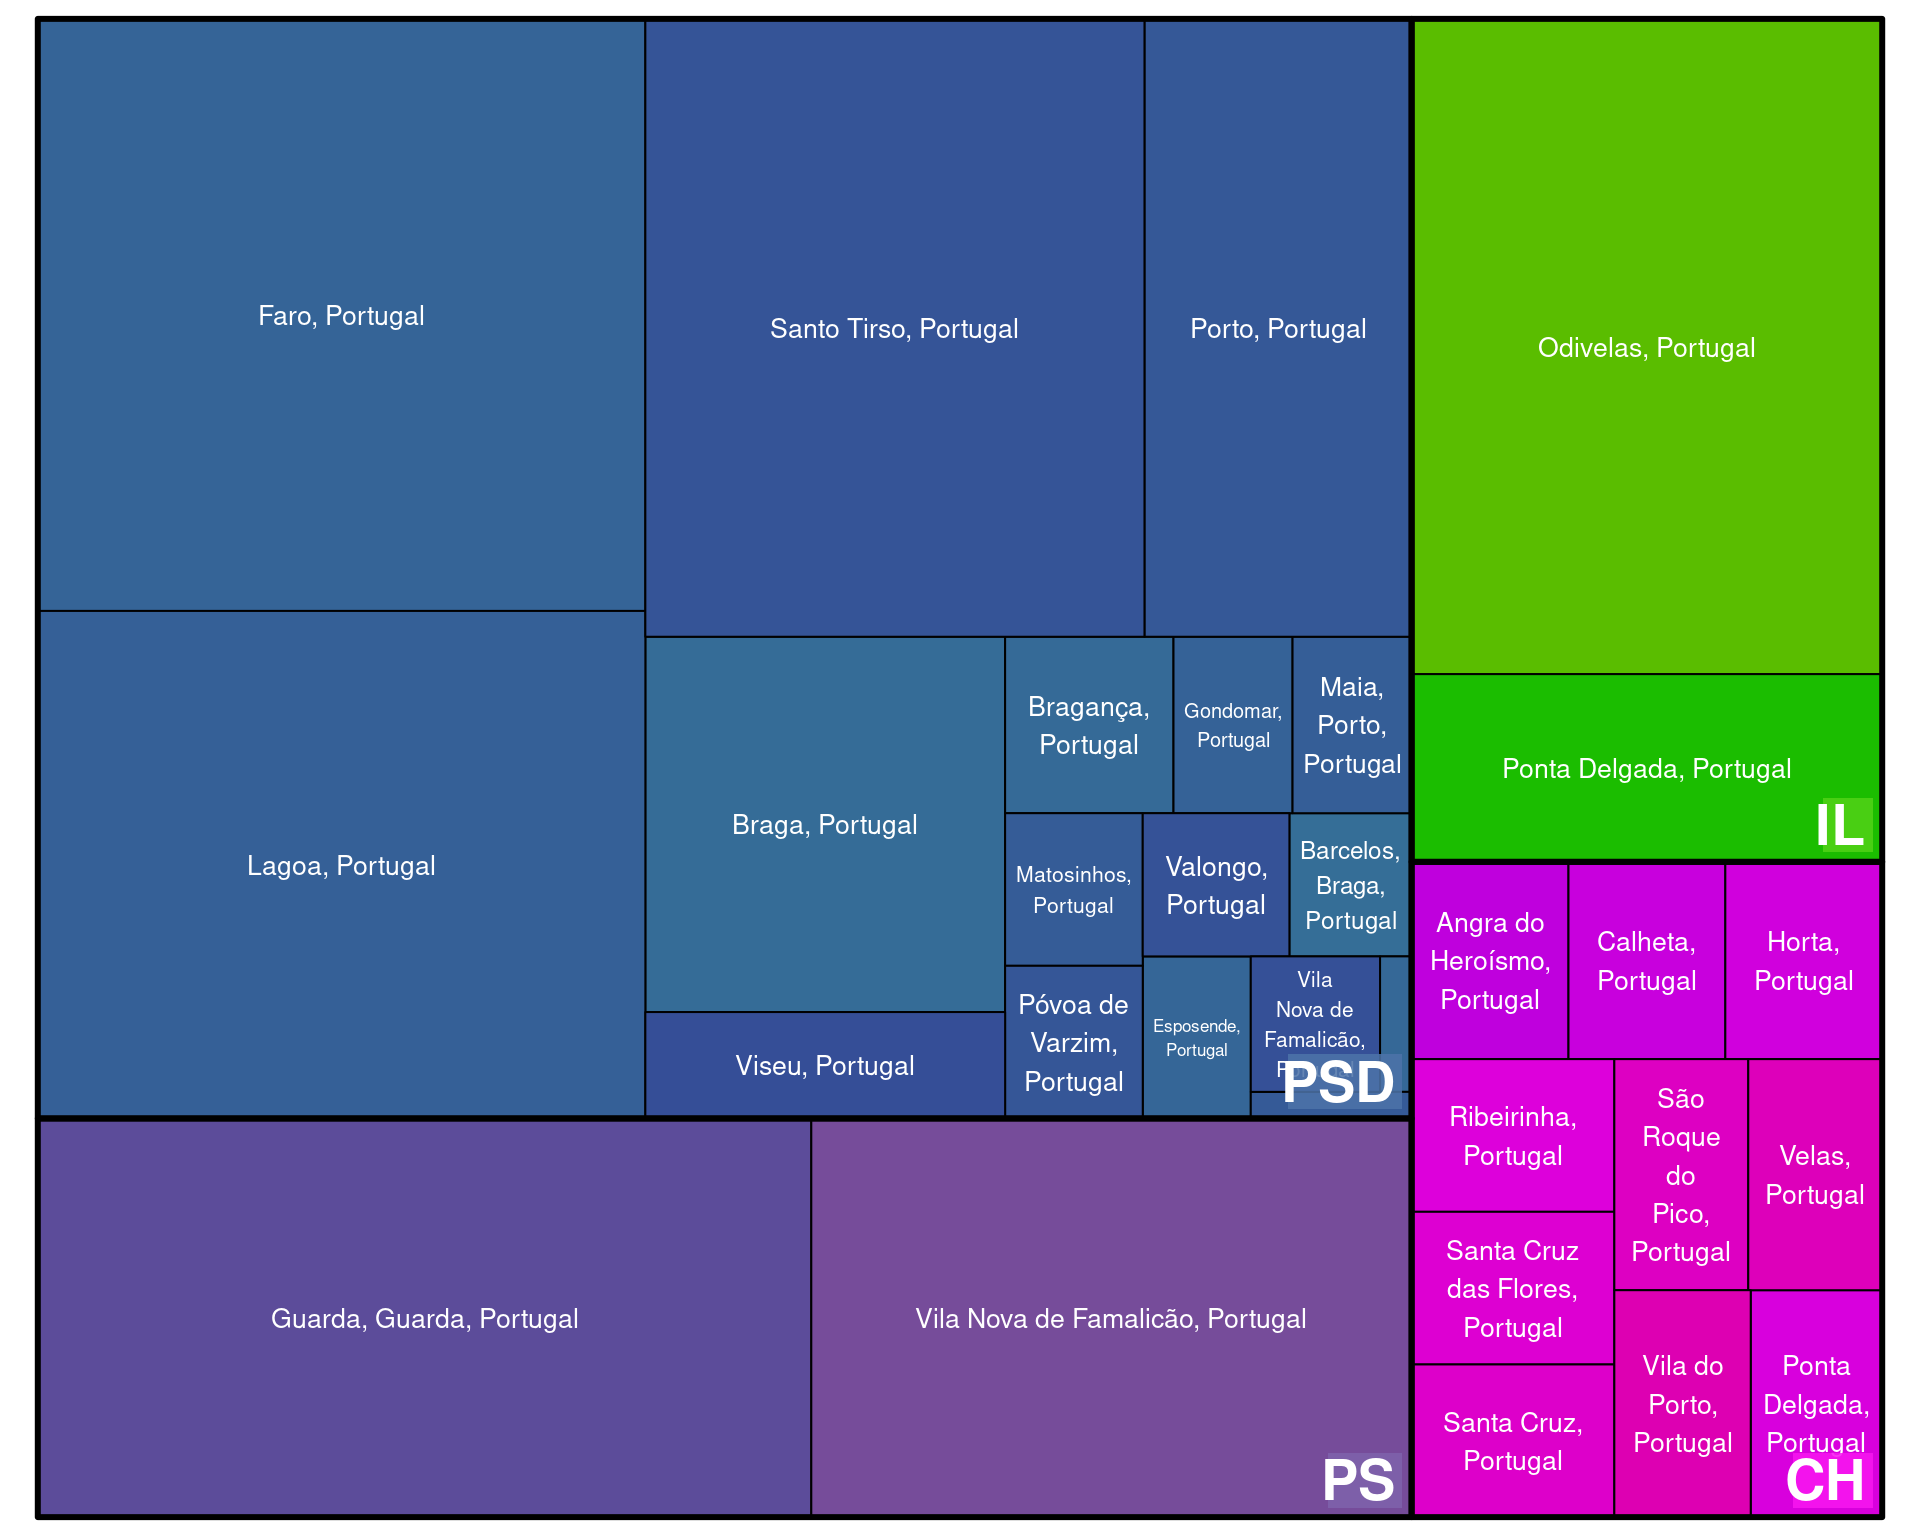 Faro, Portugal
Santo Tirso, Portugal
Porto, Portugal
Odivelas, Portugal
Lagoa, Portugal
Braga, Portugal
Bragança,
Portugal
Gondomar,
Portugal
Maia,
Porto,
Portugal
Matosinhos,
Portugal
Valongo,
Portugal
Barcelos,
Braga,
Portugal
Viseu, Portugal
Póvoa de
Varzim,
Portugal
Esposende,
Portugal
Vila
Nova de
Famalicão,
PSD
Ponta Delgada, Portugal
IL
Guarda, Guarda, Portugal
Vila Nova de Famalicão, Portugal
PS
Angra do
Heroísmo,
Portugal
Calheta,
Portugal
Horta,
Portugal
Ribeirinha,
Portugal
São
Roque
do
Pico,
Portugal
Velas,
Portugal
Santa Cruz
das Flores,
Portugal
Santa Cruz,
Portugal
Vila do
Porto,
Portugal
Ponta
Delgada,
Portugal
CH